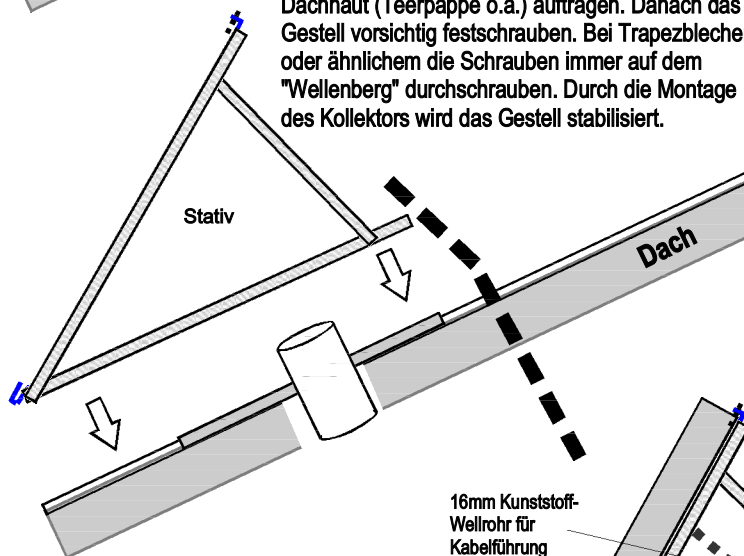 Dachhaut (Teerpappe o.ä.) auftragen. Danach das
Gestell vorsichtig festschrauben. Bei Trapezbleche
oder ähnlichem die Schrauben immer auf dem
"Wellenberg" durchschrauben. Durch die Montage
des Kollektors wird das Gestell stabilisiert.
Stativ
Dach
16mm Kunststoff-
Wellrohr für
Kabelführung